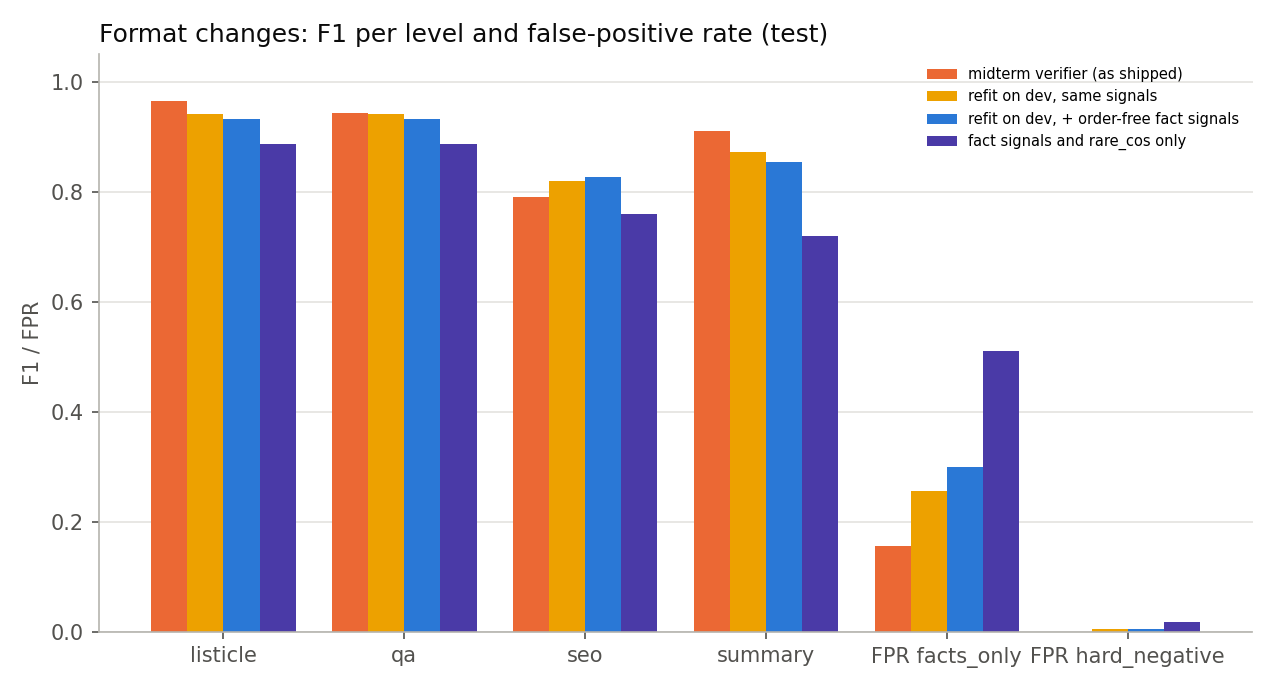 Format changes: F1 per level and false-positive rate (test)
midterm verifier (as shipped)
refit on dev, same signals
refit on dev, + order-free fact signals
fact signals and rare_cos only
F1 / FPR
1.0
0.8
0.6
0.4
0.2
0.0
listicle
qa
seo
summary
FPR facts_only
FPR hard_negative